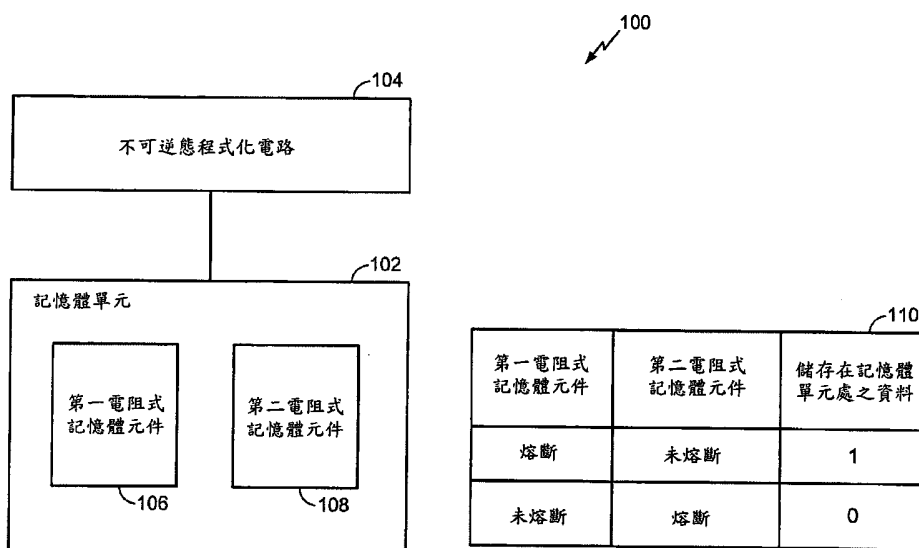 100
104
不可逆態程式化電路
102
記憶體單元
第一電阻式
記憶體元件
第二電阻式
記憶體元件
106
108
110
第一電阻式
記憶體元件
第二電阻式
記憶體元件
儲存在記憶體
單元處之資料
熔斷
未熔斷
1
未熔斷
熔斷
0